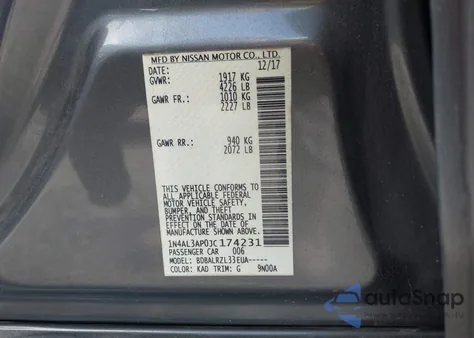 MFD BY NISSAN MOTOR CO., LTD.
DATE: 12/17
GVWR: 1917 KG
4226 LB
GAWR FR.: 1010 KG
2227 LB
GAWR RR.: 940 KG
2072 LB
THIS VEHICLE CONFORMS TO
ALL APPLICABLE FEDERAL
MOTOR VEHICLE SAFETY,
BUMPER, AND THEFT
PREVENTION STANDARDS
IN EFFECT ON THE DATE OF
MANUFACTURE SHOWN ABOVE.
1N4AL3AP0JC174231
PASSENGER CAR 006
MODEL: BDBALRZL33EUA-----
COLOR: KAD TRIM: G 9N00A
autoSnap